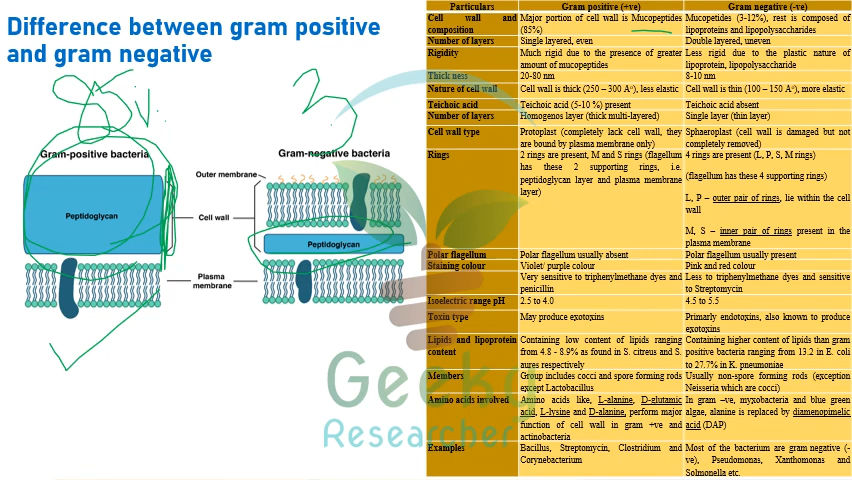 Difference between gram positive
and gram negative
85%
3
Gram-positive bacteria
Gram-negative bacteria
Outer membrane
Peptidoglycan
Cell wall
Peptidoglycan
Plasma
membrane
Geeky
Researcher
Particulars Gram positive (+ve) Gram negative (-ve)
Cell wall and
composition
Major portion of cell wall is Mucopeptides
(85%)
Mucopetides (3-12%), rest is composed of
lipoproteins and lipopolysaccharides
Number of layers Single layered, even Double layered, uneven
Rigidity
Much rigid due to the presence of greater
amount of mucopeptides
Less rigid due to the plastic nature of
lipoprotein, lipopolysaccharide
Thick ness 20-80 nm 8-10 nm
Nature of cell wall Cell wall is thick (250 – 300 A°), less elastic Cell wall is thin (100 – 150 A°), more elastic
Teichoic acid Teichoic acid (5-10 %) present Teichoic acid absent
Number of layers Homogenos layer (thick multi-layered) Single layer (thin layer)
Cell wall type
Protoplast (completely lack cell wall, they
are bound by plasma membrane only)
Sphaeroplast (cell wall is damaged but not
completely removed)
Rings
2 rings are present, M and S rings (flagellum
has these 2 supporting rings, i.e.
peptidoglycan layer and plasma membrane
layer)
4 rings are present (L, P, S, M rings)
(flagellum has these 4 supporting rings)
L, P – outer pair of rings, lie within the cell
wall
M, S – inner pair of rings present in the
plasma membrane
Polar flagellum Polar flagellum usually absent Polar flagellum usually present
Staining colour Violet/ purple colour Pink and red colour
Very sensitive to triphenylmethane dyes and
penicillin
Less to triphenylmethane dyes and sensitive
to Streptomycin
Isoelectric range pH 2.5 to 4.0 4.5 to 5.5
Toxin type May produce exotoxins
Primarly endotoxins, also known to produce
exotoxins
Lipids and lipoprotein
content
Containing low content of lipids ranging
from 4.8 - 8.9% as found in S. citreus and S.
aures respectively
Containing higher content of lipids than gram
positive bacteria ranging from 13.2 in E. coli
to 27.7% in K. pneumoniae
Members
Group includes cocci and spore forming rods
except Lactobacillus
Usually non-spore forming rods (exception
Neisseria which are cocci)
Amino acids involved
Amino acids like, L-alanine, D-glutamic
acid, L-lysine and D-alanine, perform major
function of cell wall in gram +ve and
actinobacteria
In gram –ve, myxobacteria and blue green
algae, alanine is replaced by diamenopimelic
acid (DAP)
Examples
Bacillus, Streptomycin, Clostridium and
Corynebacterium
Most of the bacterium are gram negative (-
ve), Pseudomonas, Xanthomonas and
Solmonella etc.